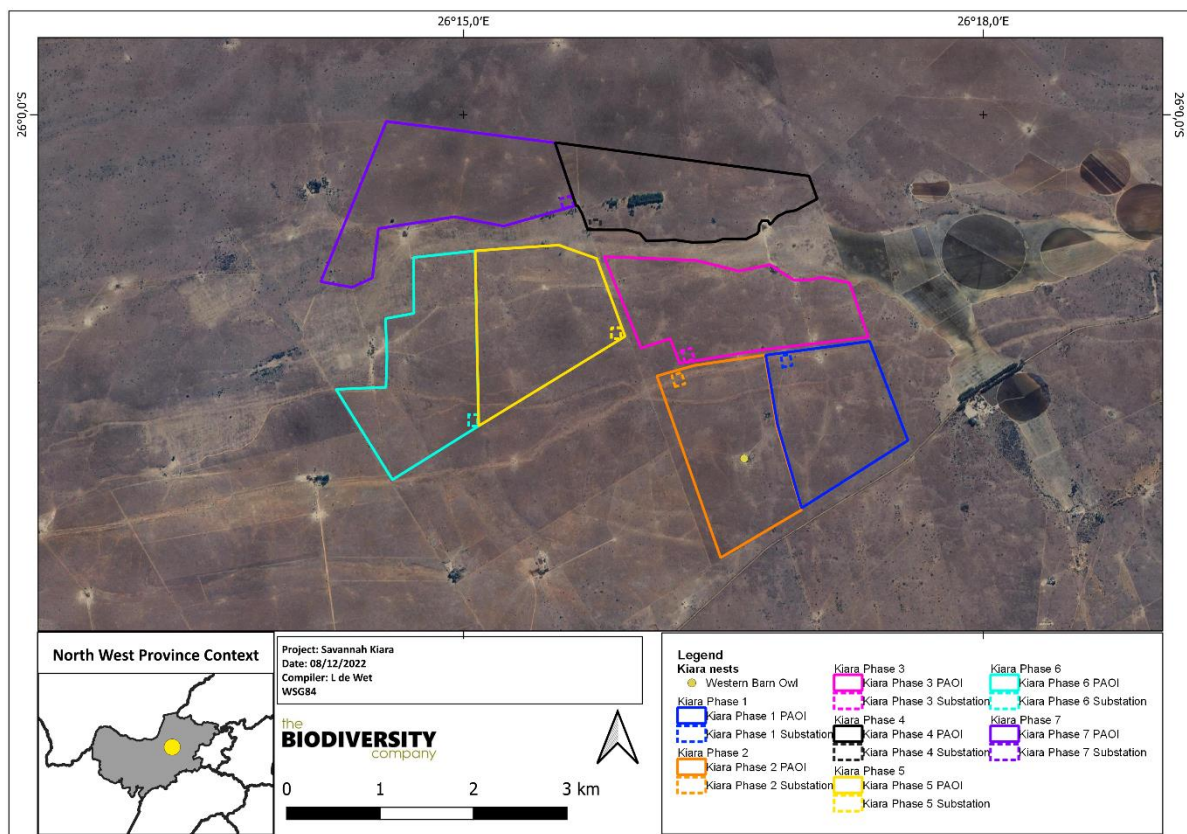 26°15,0'E
26°18,0'E
26°0,0'S
26°0,0'S
North West Province Context
Project: Savannah Kiara
Date: 08/12/2022
Compiler: L de Wet
WSG84
the
BIODIVERSITY
company
0 1 2 3 km
Legend
Kiara nests
Western Barn Owl
Kiara Phase 1
Kiara Phase 1 PAOI
Kiara Phase 1 Substation
Kiara Phase 2
Kiara Phase 2 PAOI
Kiara Phase 2 Substation
Kiara Phase 3
Kiara Phase 3 PAOI
Kiara Phase 3 Substation
Kiara Phase 4
Kiara Phase 4 PAOI
Kiara Phase 4 Substation
Kiara Phase 5
Kiara Phase 5 PAOI
Kiara Phase 5 Substation
Kiara Phase 6
Kiara Phase 6 PAOI
Kiara Phase 6 Substation
Kiara Phase 7
Kiara Phase 7 PAOI
Kiara Phase 7 Substation